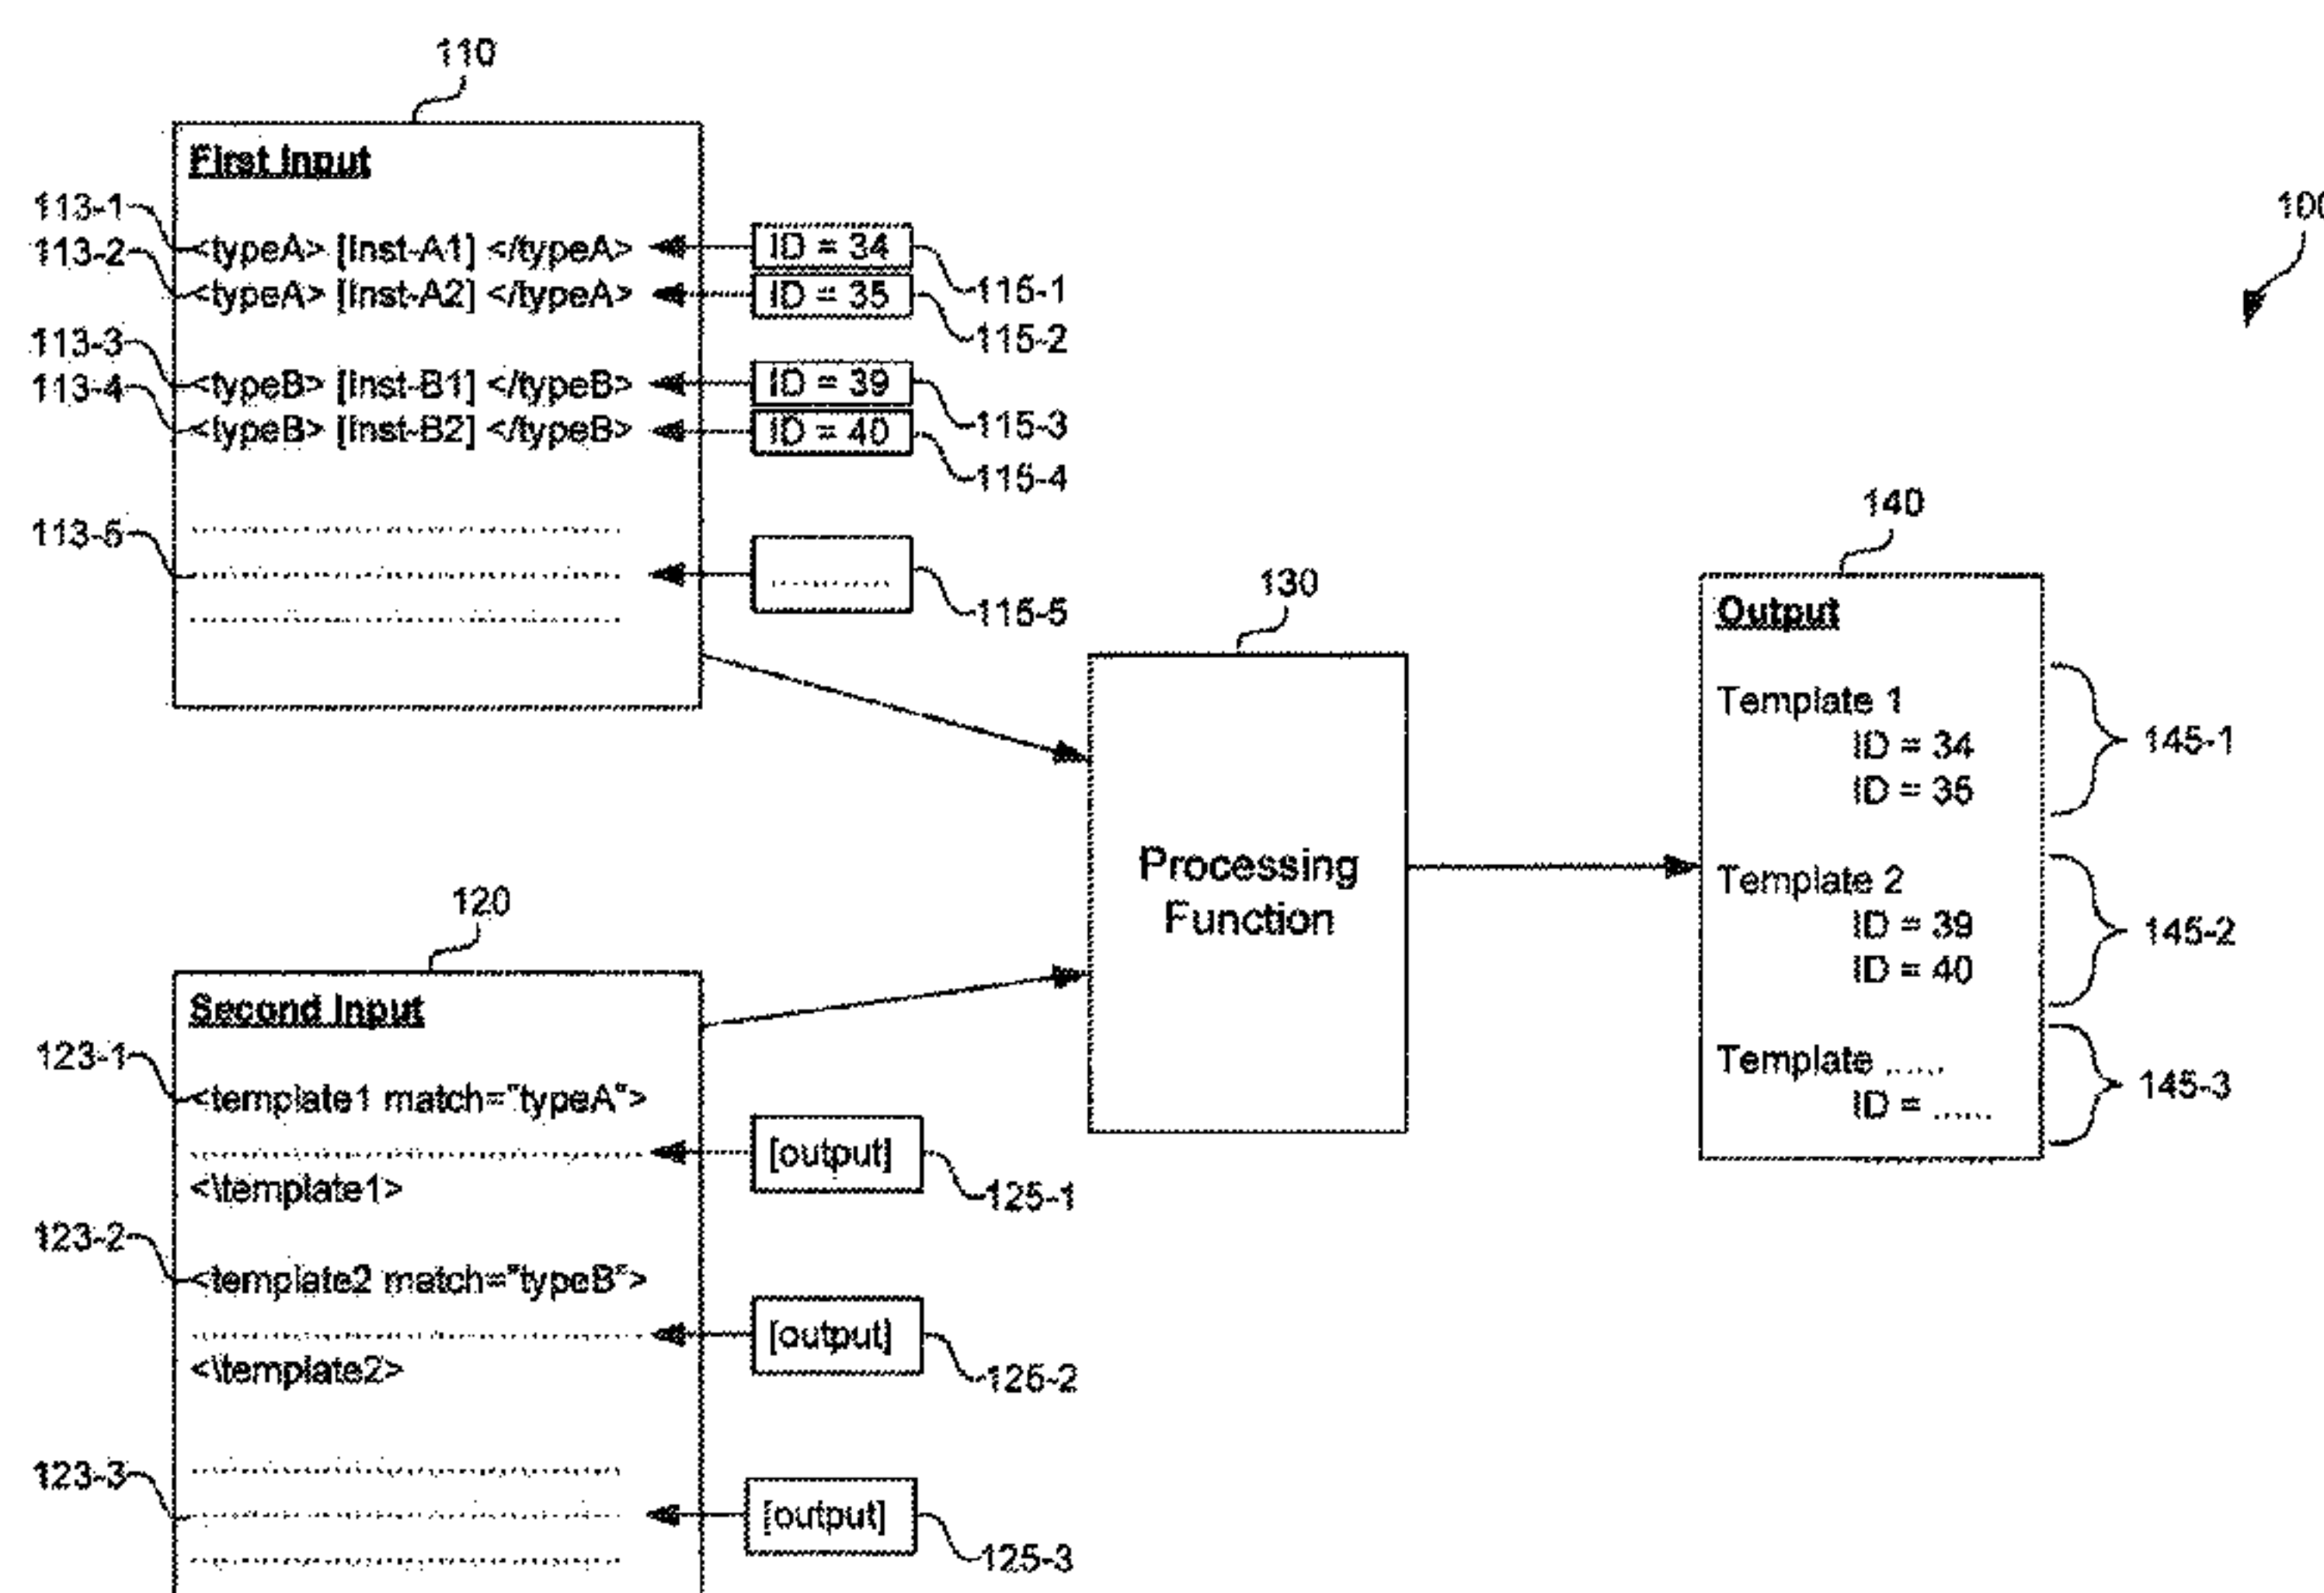 110
First Input
113-1
<typeA> [Inst-A1] </typeA>
ID = 34
115-1
113-2
<typeA> [Inst-A2] </typeA>
ID = 35
115-2
113-3
<typeB> [Inst-B1] </typeB>
ID = 39
115-3
113-4
<typeB> [Inst-B2] </typeB>
ID = 40
115-4
113-5
115-5
100
120
Second Input
123-1
<template1 match="typeA">
[output]
125-1
<\template1>
123-2
<template2 match="typeB">
[output]
125-2
<\template2>
123-3
[output]
125-3
130
Processing
Function
140
Output
Template 1
ID = 34
ID = 35
145-1
Template 2
ID = 39
ID = 40
145-2
Template .....
ID = .....
145-3